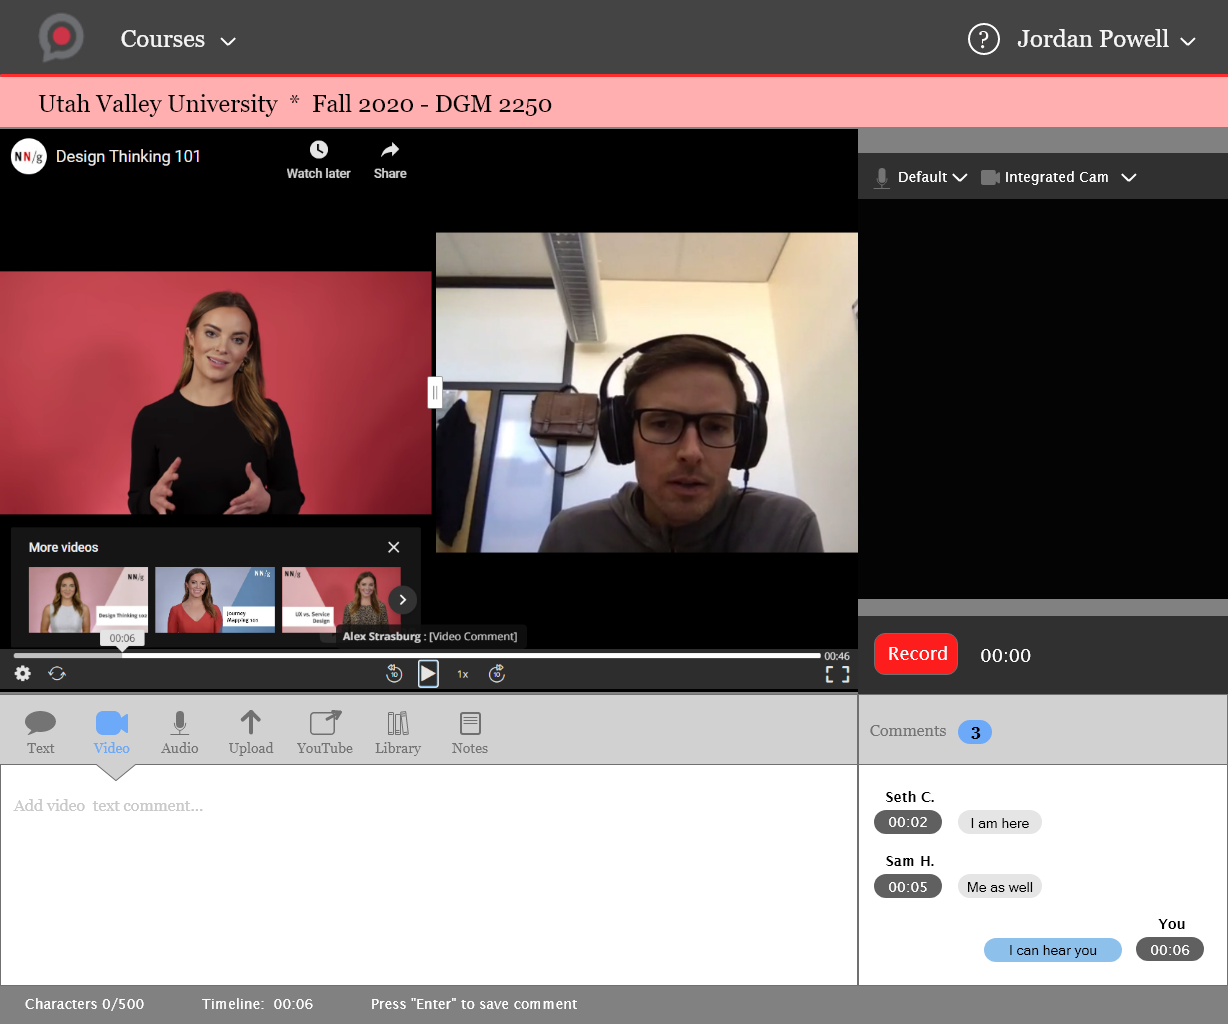 Courses
? Jordan Powell
Utah Valley University * Fall 2020 - DGM 2250
NN/g Design Thinking 101
Watch later Share
Default Integrated Cam
More videos
NN/g
Design Thinking 101
NN/g
Journey
Mapping 101
NN/g
UX vs. Service
Design
00:06
Alex Strasburg : [Video Comment]
00:46
10 1x 10
Record 00:00
Text Video Audio Upload YouTube Library Notes
Comments 3
Add video text comment...
Seth C.
00:02 I am here
Sam H.
00:05 Me as well
You
I can hear you 00:06
Characters 0/500 Timeline: 00:06 Press "Enter" to save comment